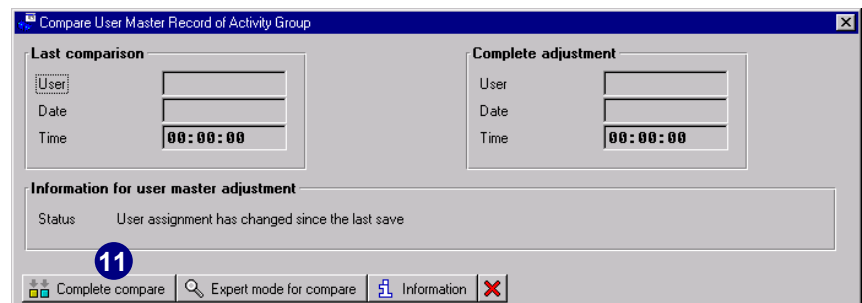 Compare User Master Record of Activity Group
Last comparison
User
Date
Time 00:00:00
Complete adjustment
User
Date
Time 00:00:00
Information for user master adjustment
Status User assignment has changed since the last save
11
Complete compare Expert mode for compare Information